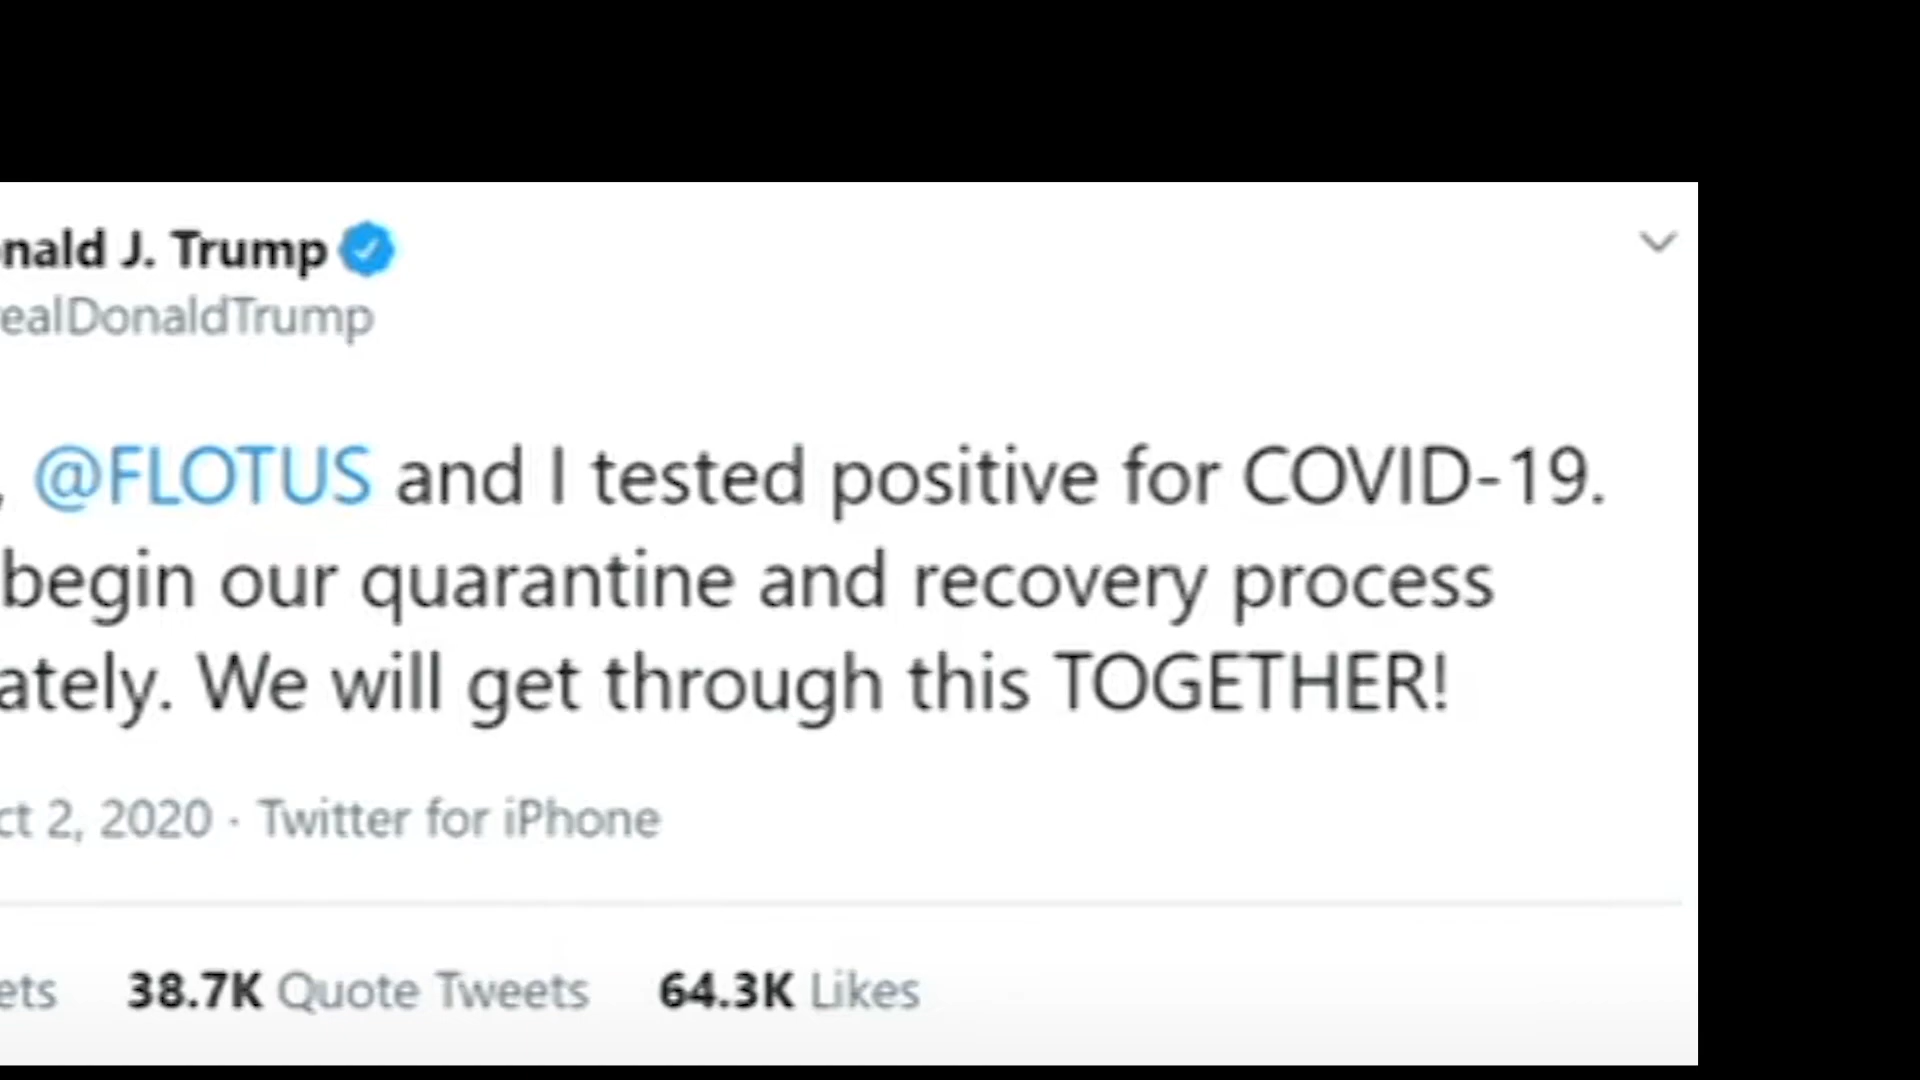 nald J. Trump
ealDonaldTrump
, @FLOTUS and I tested positive for COVID-19.
begin our quarantine and recovery process
ately. We will get through this TOGETHER!
ct 2, 2020 · Twitter for iPhone
ets 38.7K Quote Tweets 64.3K Likes